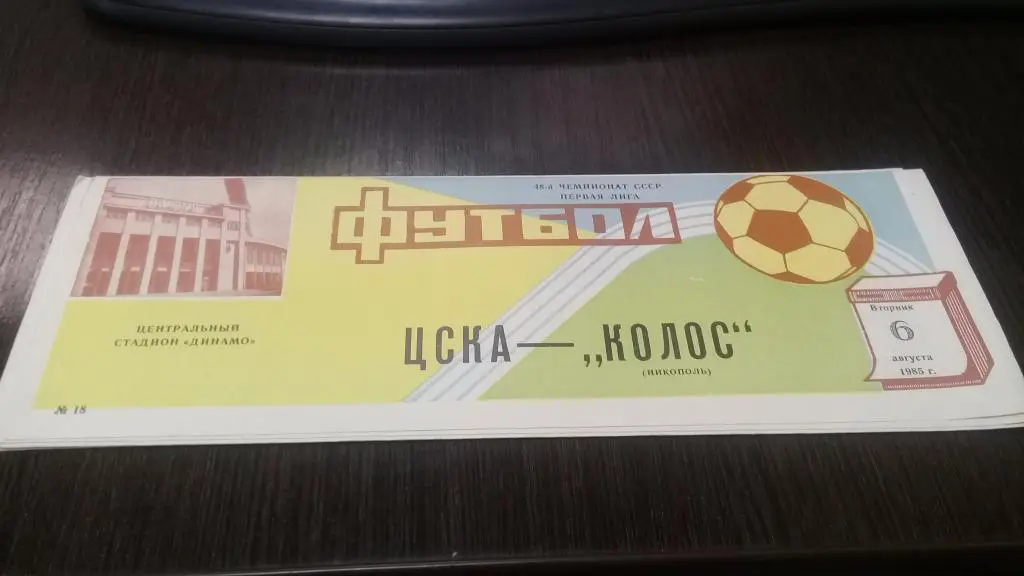 48-й ЧЕМПИОНАТ СССР
ПЕРВАЯ ЛИГА
ФУТБОЛ
ЦЕНТРАЛЬНЫЙ
СТАДИОН «ДИНАМО»
ЦСКА — „КОЛОС“
(НИКОПОЛЬ)
Вторник
6
августа
1985 г.
№ 18